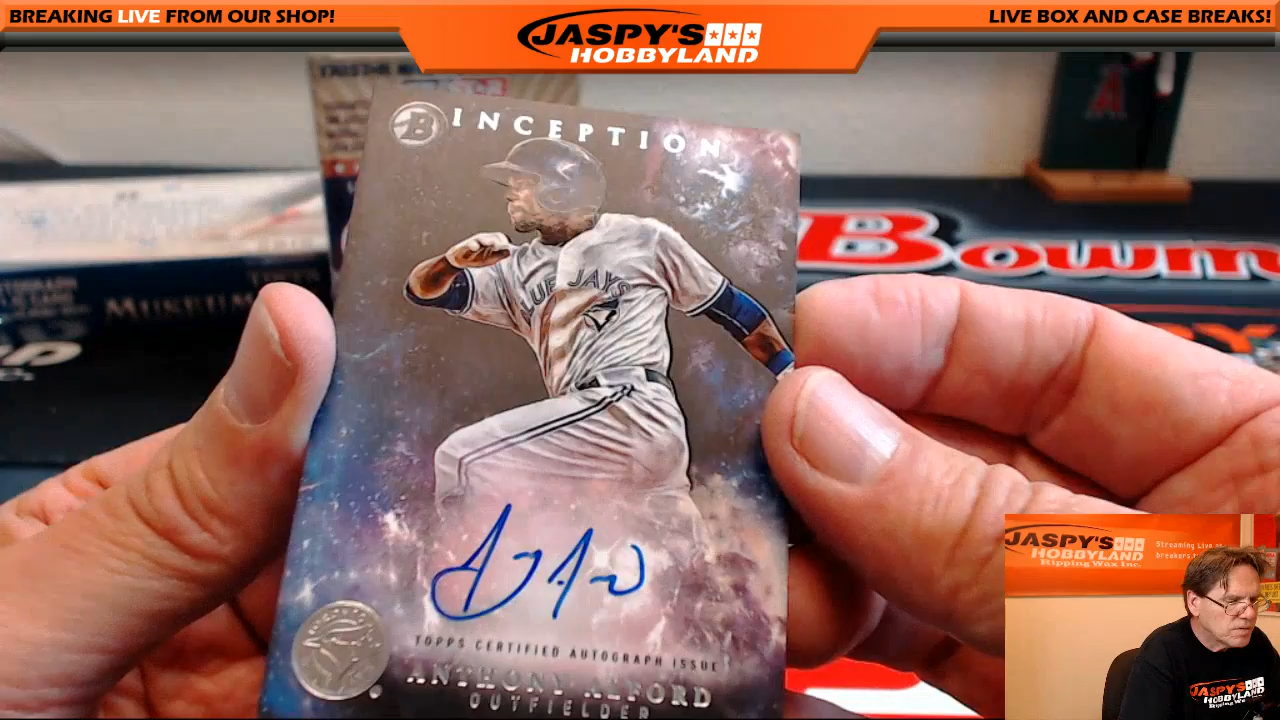 BREAKING LIVE FROM OUR SHOP!
JASPY'S
HOBBYLAND
LIVE BOX AND CASE BREAKS!
B INCEPTION
BLUE JAYS
TOPPS CERTIFIED AUTOGRAPH ISSUE
ANTHONY ALFORD
OUTFIELDER
MUSEUM
A
Bowm
JASPY'S
HOBBYLAND
Ripping Wax Inc.
Streaming Live
breakers.
JASPY'S
HOBBYLAND